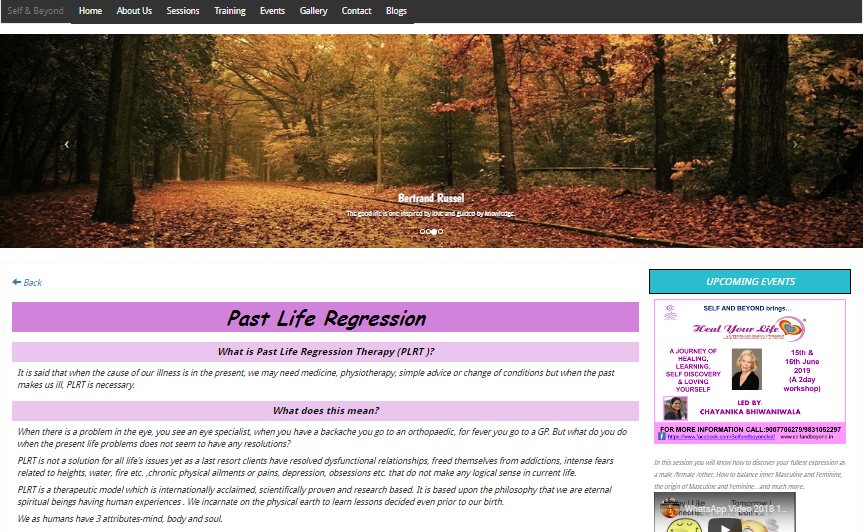 Self & Beyond Home About Us Sessions Training Events Gallery Contact Blogs
Bertrand Russel
The good life is one inspired by love and guided by knowledge.
Back
UPCOMING EVENTS
Past Life Regression
What is Past Life Regression Therapy (PLRT )?
It is said that when the cause of our illness is in the present, we may need medicine, physiotherapy, simple advice or change of conditions but when the past
makes us ill, PLRT is necessary.
What does this mean?
When there is a problem in the eye, you see an eye specialist, when you have a backache you go to an orthopaedic, for fever you go to a GP. But what do you do
when the present life problems does not seem to have any resolutions?
PLRT is not a solution for all life's issues yet as a last resort clients have resolved dysfunctional relationships, freed themselves from addictions, intense fears
related to heights, water, fire etc. ,chronic physical ailments or pains, depression, obsessions etc. that do not make any logical sense in current life.
PLRT is a therapeutic model which is internationally acclaimed, scientifically proven and research based. It is based upon the philosophy that we are eternal
spiritual beings having human experiences . We incarnate on the physical earth to learn lessons decided even prior to our birth.
We as humans have 3 attributes-mind, body and soul.
SELF AND BEYOND brings...
Heal Your Life
A JOURNEY OF
HEALING,
LEARNING,
SELF DISCOVERY
& LOVING
YOURSELF
15th &
16th June
2019
(A 2day
workshop)
LED BY
CHAYANIKA BHIWANIWALA
FOR MORE INFORMATION CALL:9007706279/9831052297
https://www.facebook.com/Selfandbeyondkol/ www.selfandbeyond.in
In this session you will know how to discover your fullest expression as
a male /female /other. How to balance inner Masculine and Feminine,
the origin of Masculine and Feminine...and much more.
WhatsApp Video 2018 1...